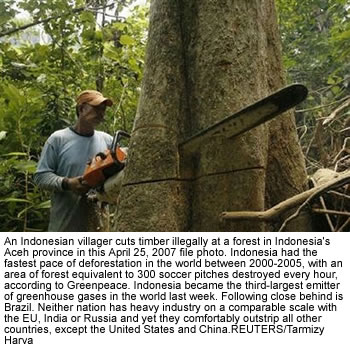 An Indonesian villager cuts timber illegally at a forest in Indonesia's
Aceh province in this April 25, 2007 file photo. Indonesia had the
fastest pace of deforestation in the world between 2000-2005, with an
area of forest equivalent to 300 soccer pitches destroyed every hour,
according to Greenpeace. Indonesia became the third-largest emitter
of greenhouse gases in the world last week. Following close behind is
Brazil. Neither nation has heavy industry on a comparable scale with
the EU, India or Russia and yet they comfortably outstrip all other
countries, except the United States and China.REUTERS/Tarmizy
Harva